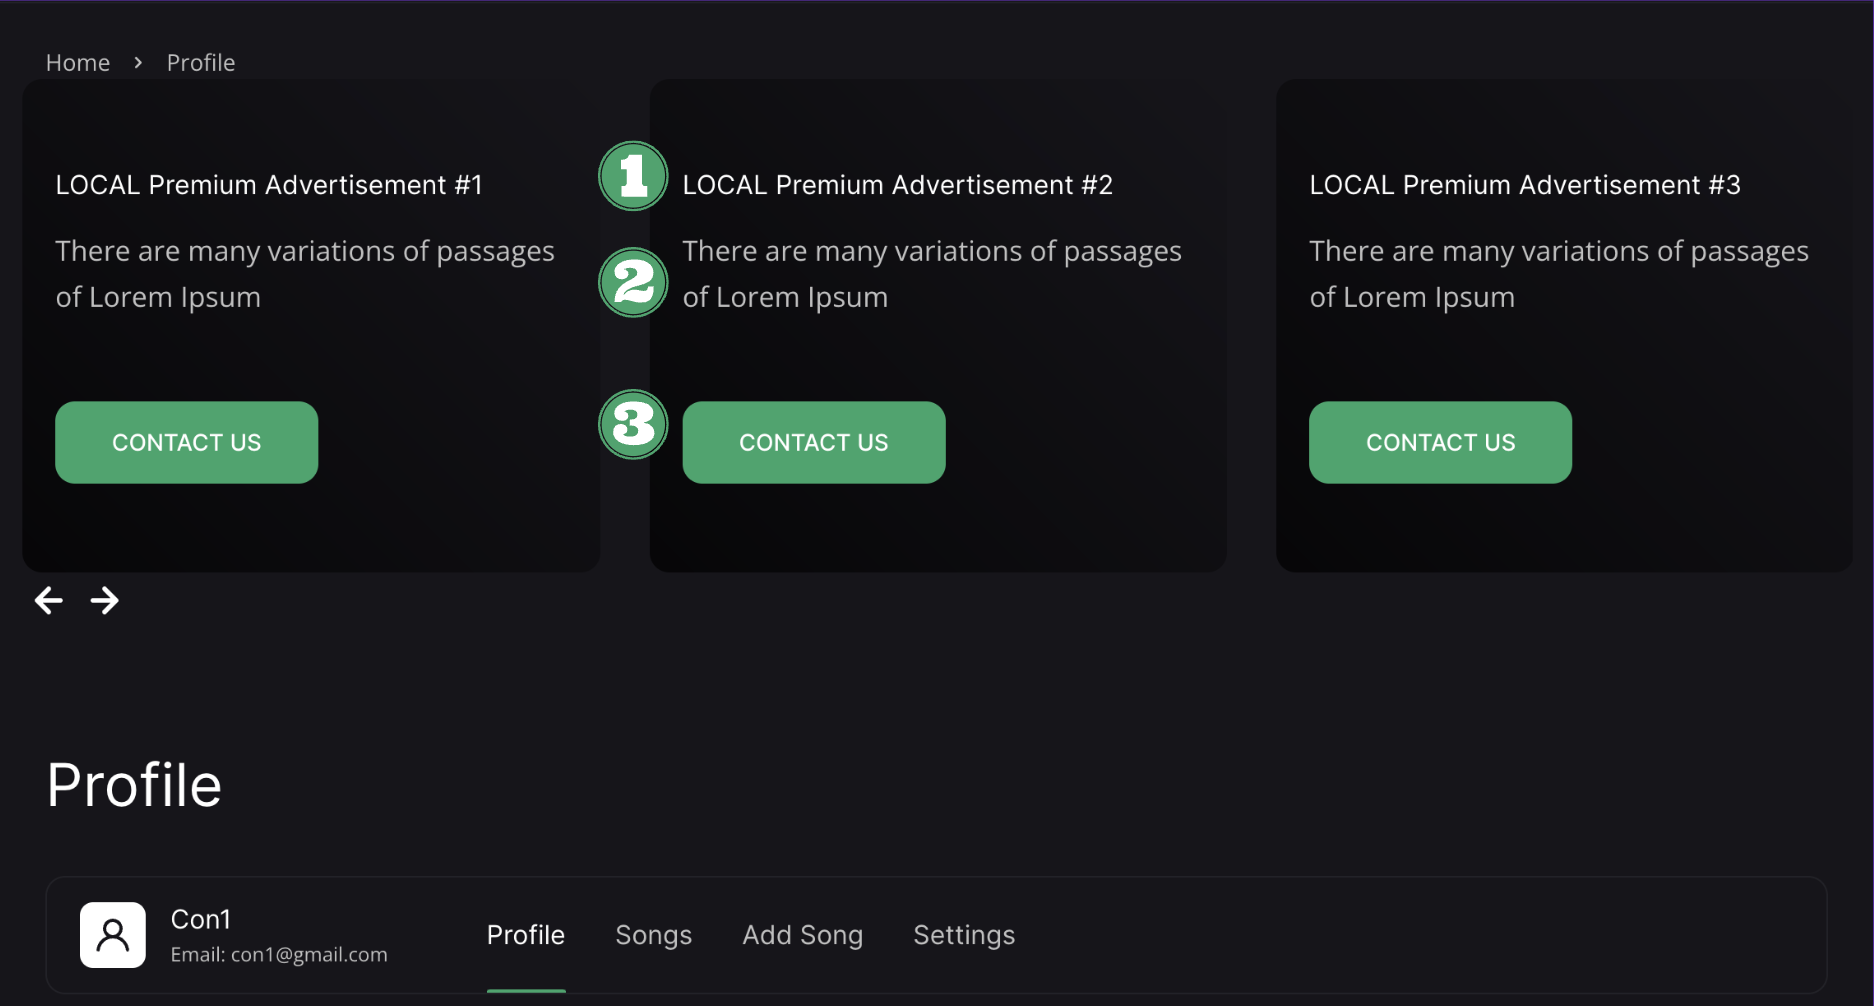 Home > Profile
LOCAL Premium Advertisement #1
There are many variations of passages
of Lorem Ipsum
CONTACT US
1
2
3
LOCAL Premium Advertisement #2
There are many variations of passages
of Lorem Ipsum
CONTACT US
LOCAL Premium Advertisement #3
There are many variations of passages
of Lorem Ipsum
CONTACT US
Profile
Con1
Email: con1@gmail.com
Profile Songs Add Song Settings